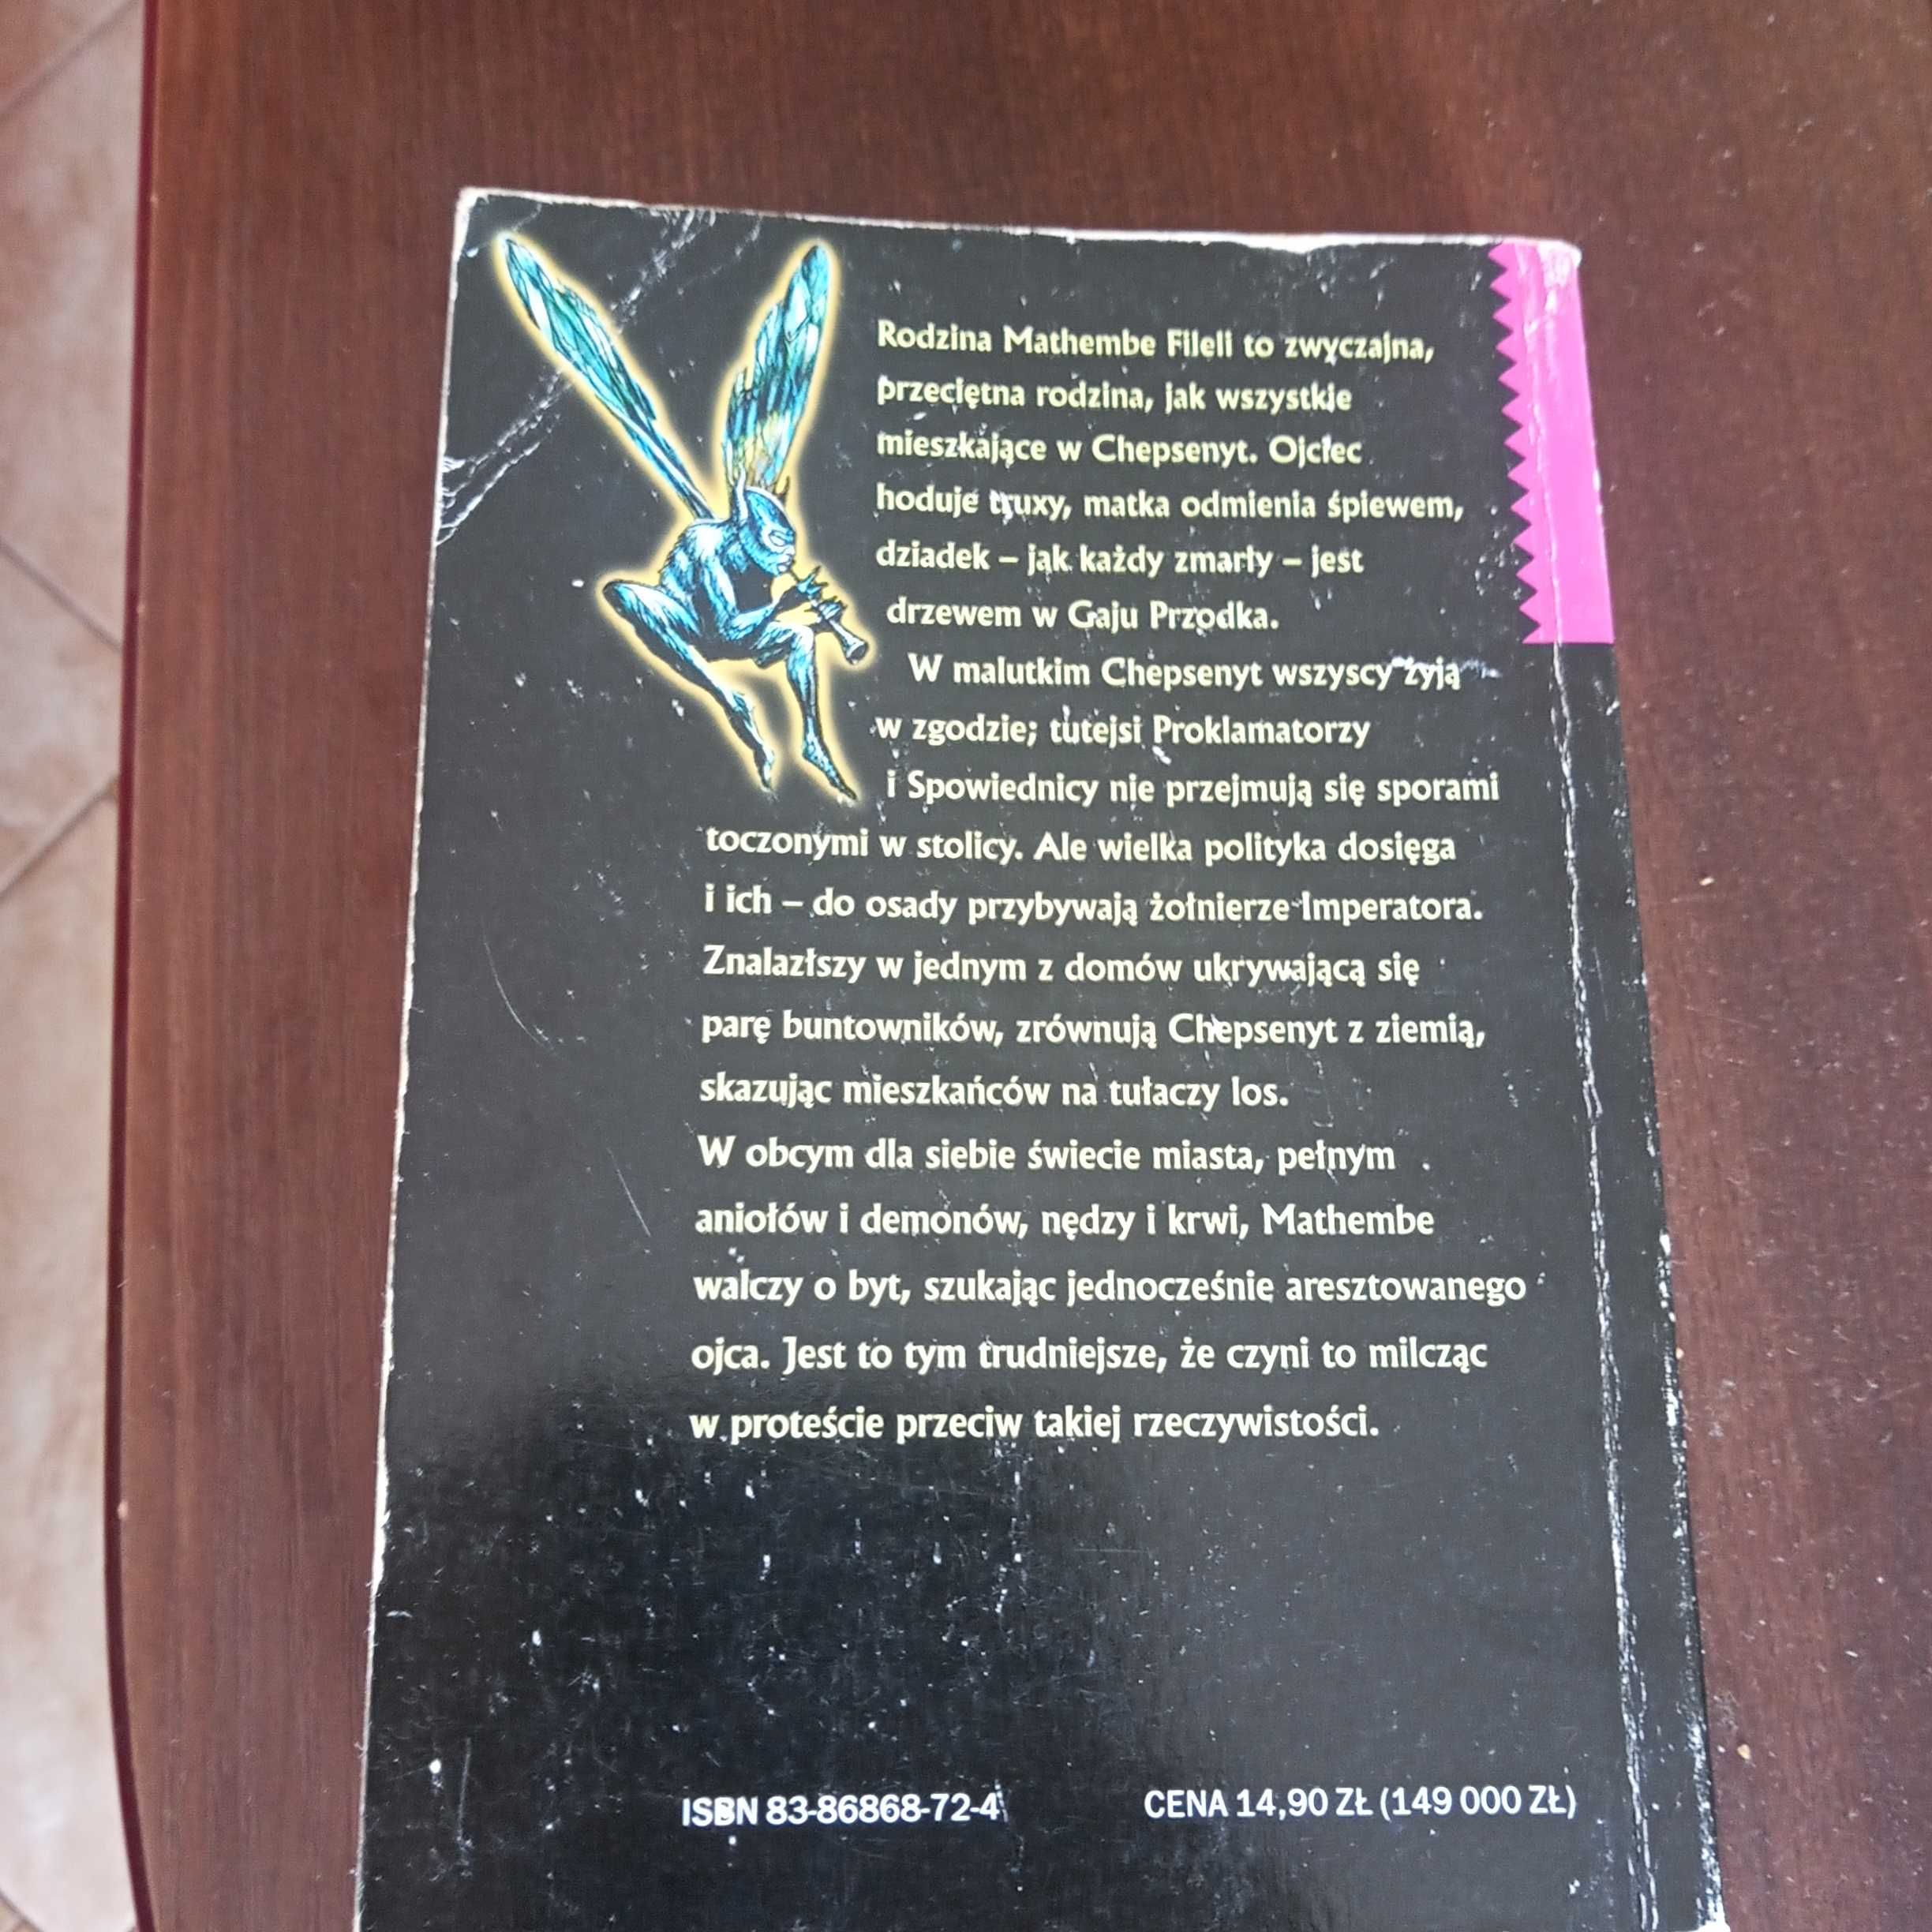 Rodzina Mathembe Fileli to zwyczajna,
przeciętna rodzina, jak wszystkie
mieszkające w Chepsenyt. Ojciec
hoduje truxy, matka odmienia śpiewem,
dziadek – jak każdy zmarły – jest
drzewem w Gaju Przodka.
W malutkim Chepsenyt wszyscy żyją
w zgodzie; tutejsi Proklamatorzy
i Spowiednicy nie przejmują się sporami
toczonymi w stolicy. Ale wielka polityka dosięga
i ich – do osady przybywają żołnierze Imperatora.
Znalazłszy w jednym z domów ukrywającą się
parę buntowników, zrównują Chepsenyt z ziemią,
skazując mieszkańców na tułaczy los.
W obcym dla siebie świecie miasta, pełnym
aniołów i demonów, nędzy i krwi, Mathembe
walczy o byt, szukając jednocześnie aresztowanego
ojca. Jest to tym trudniejsze, że czyni to milcząc
w proteście przeciw takiej rzeczywistości.
ISBN 83-86868-72-4 CENA 14,90 ZŁ (149 000 ZŁ)